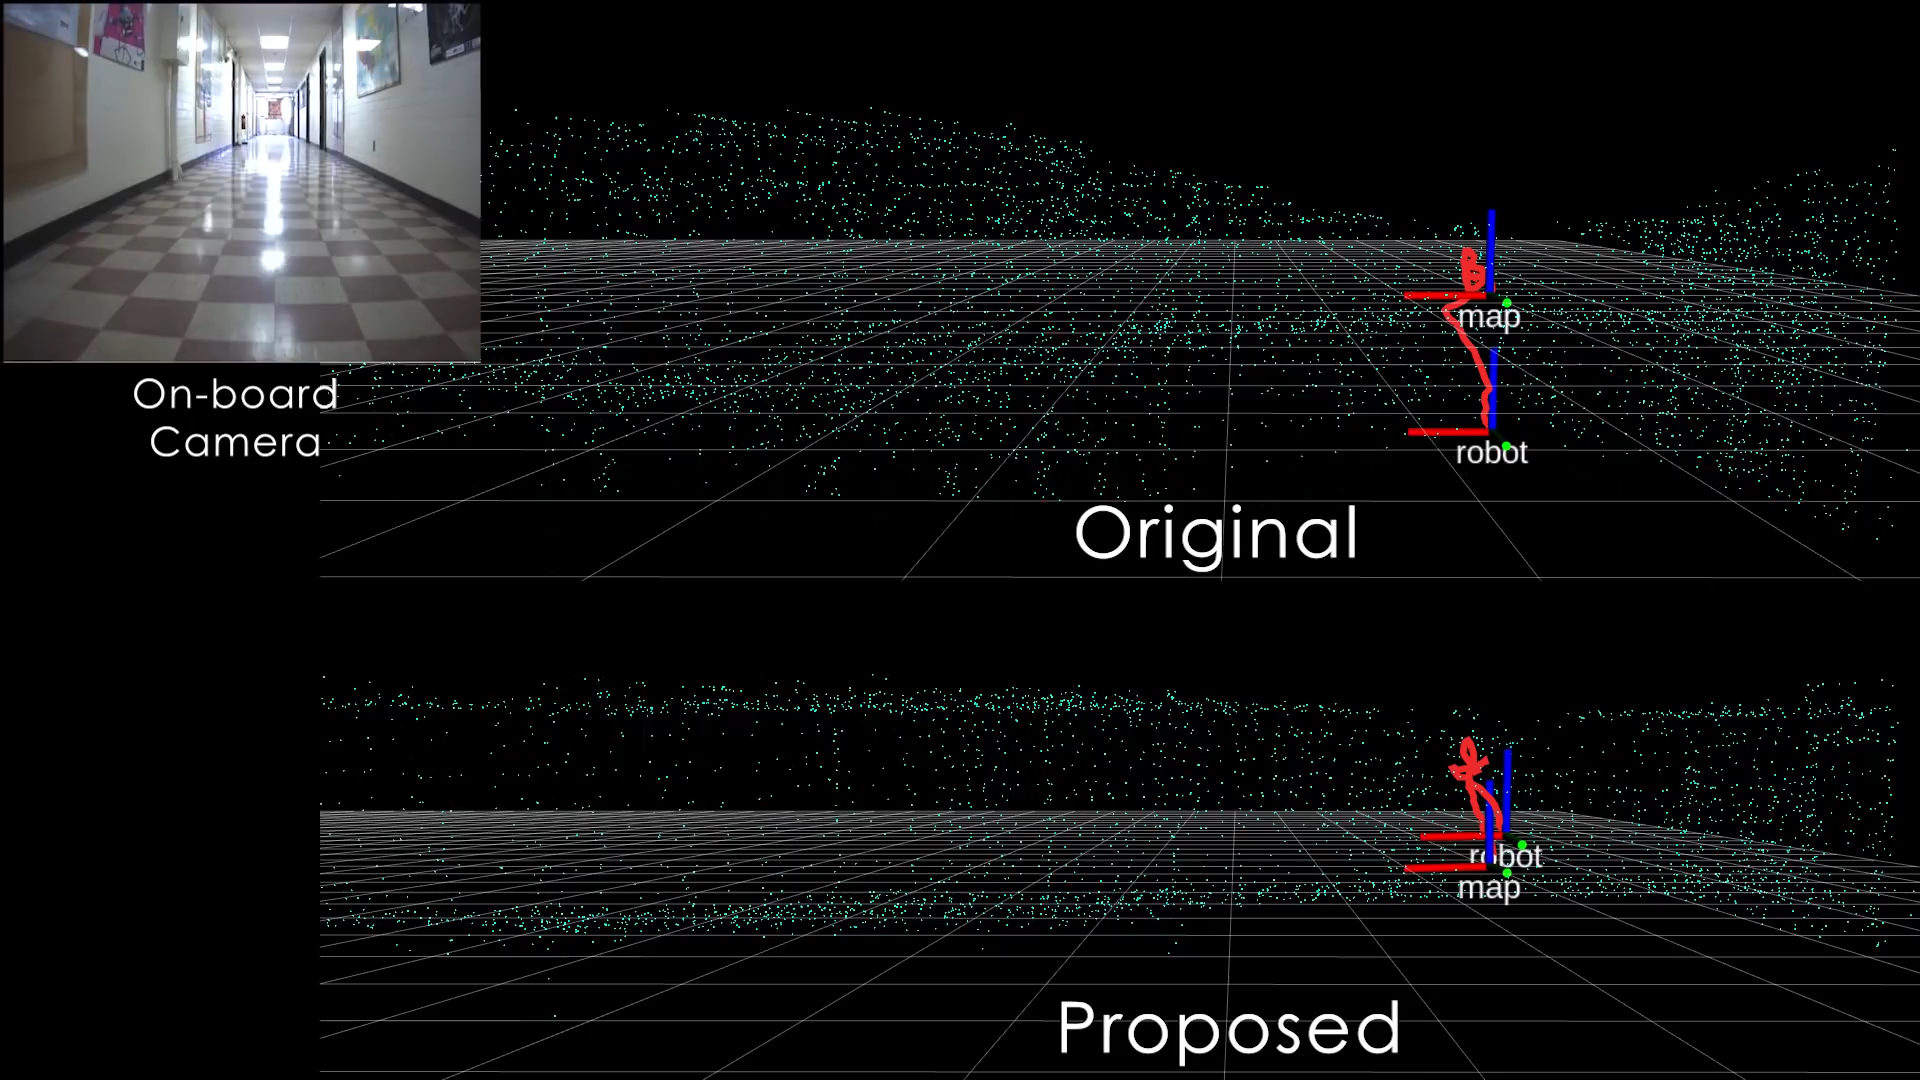 On-board
Camera
map
robot
Original
robot
map
Proposed